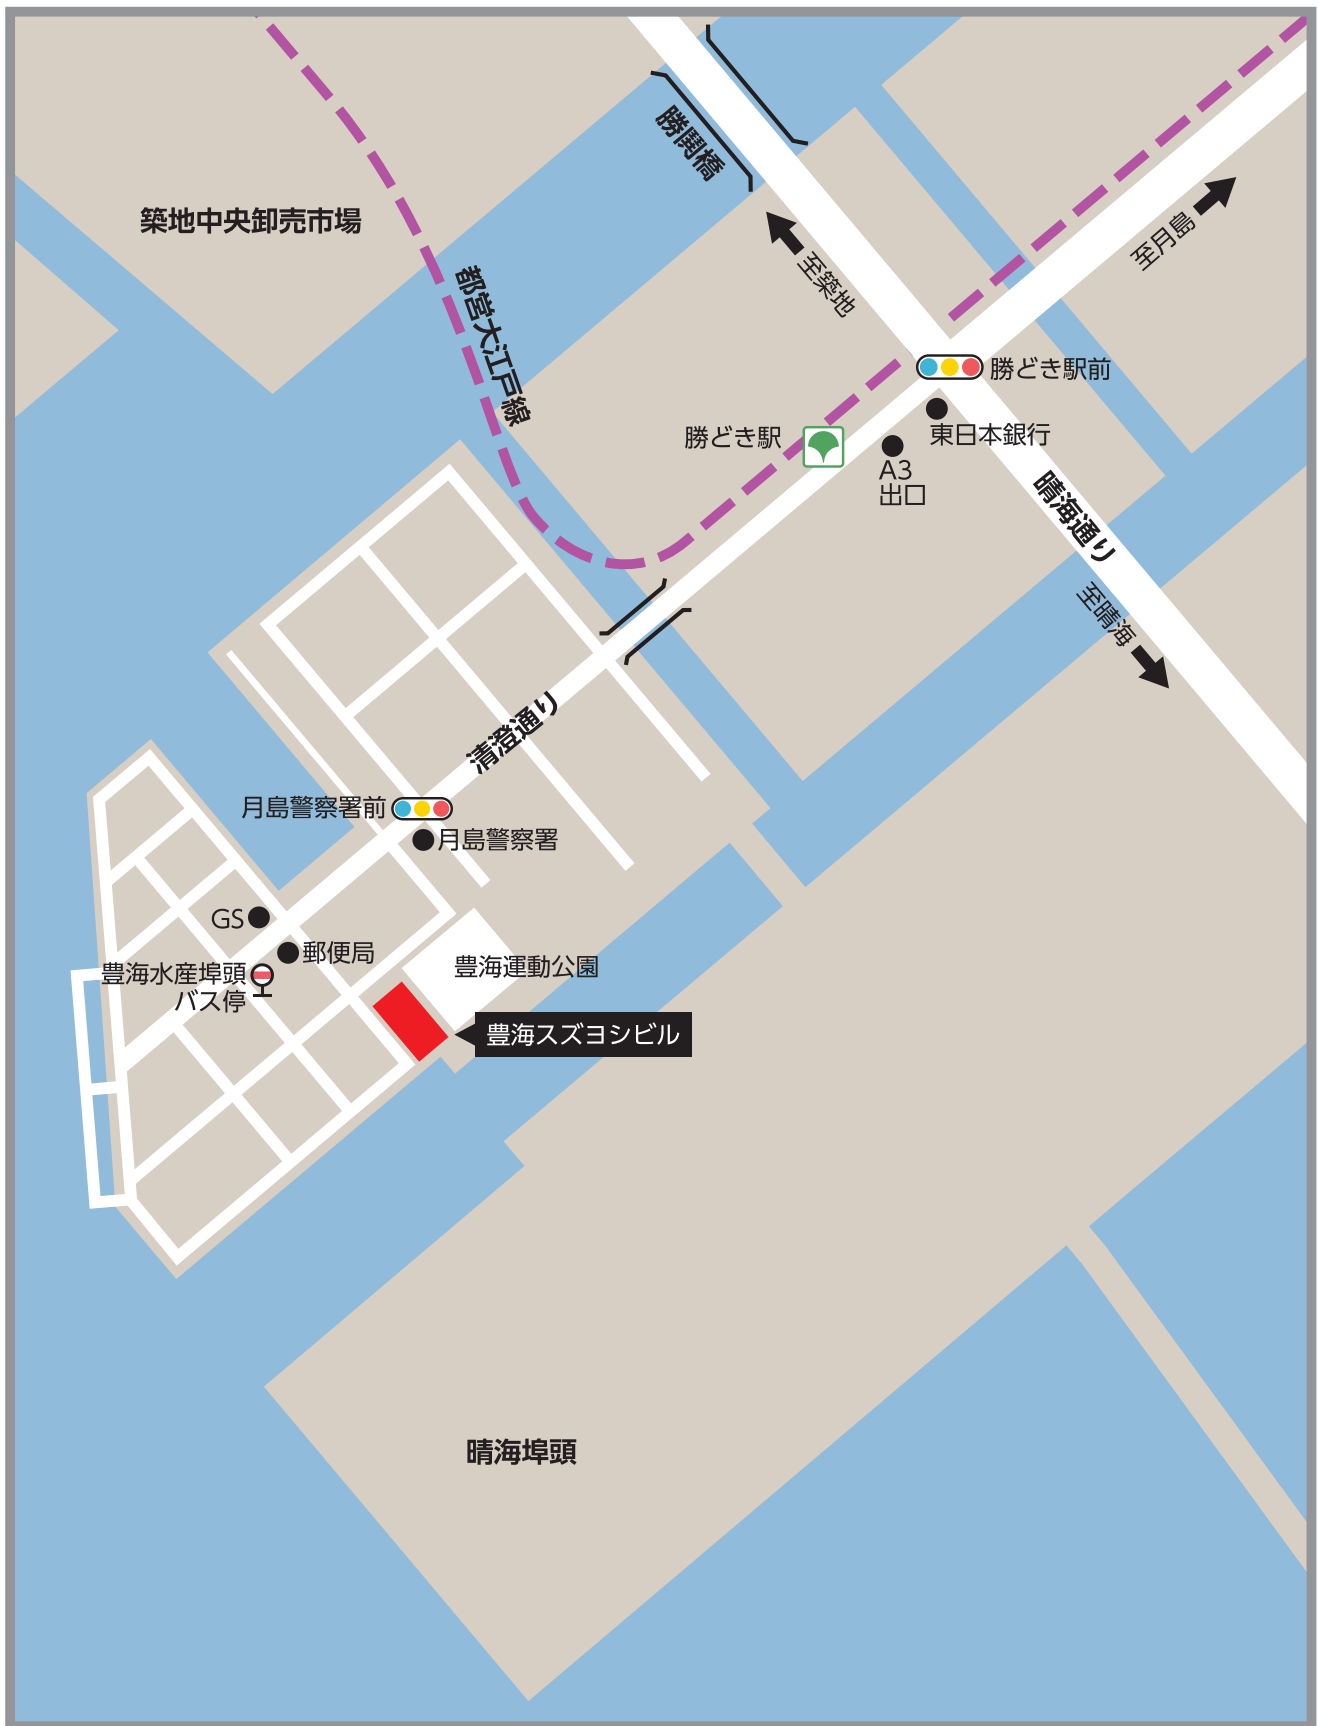 勝鬨橋
築地中央卸売市場
至月島
至築地
都営大江戸線
勝どき駅前
勝どき駅
東日本銀行
A3
出口
晴海通り
至晴海
清澄通り
月島警察署前
月島警察署
GS
郵便局
豊海水産埠頭
バス停
豊海運動公園
豊海スズヨシビル
晴海埠頭